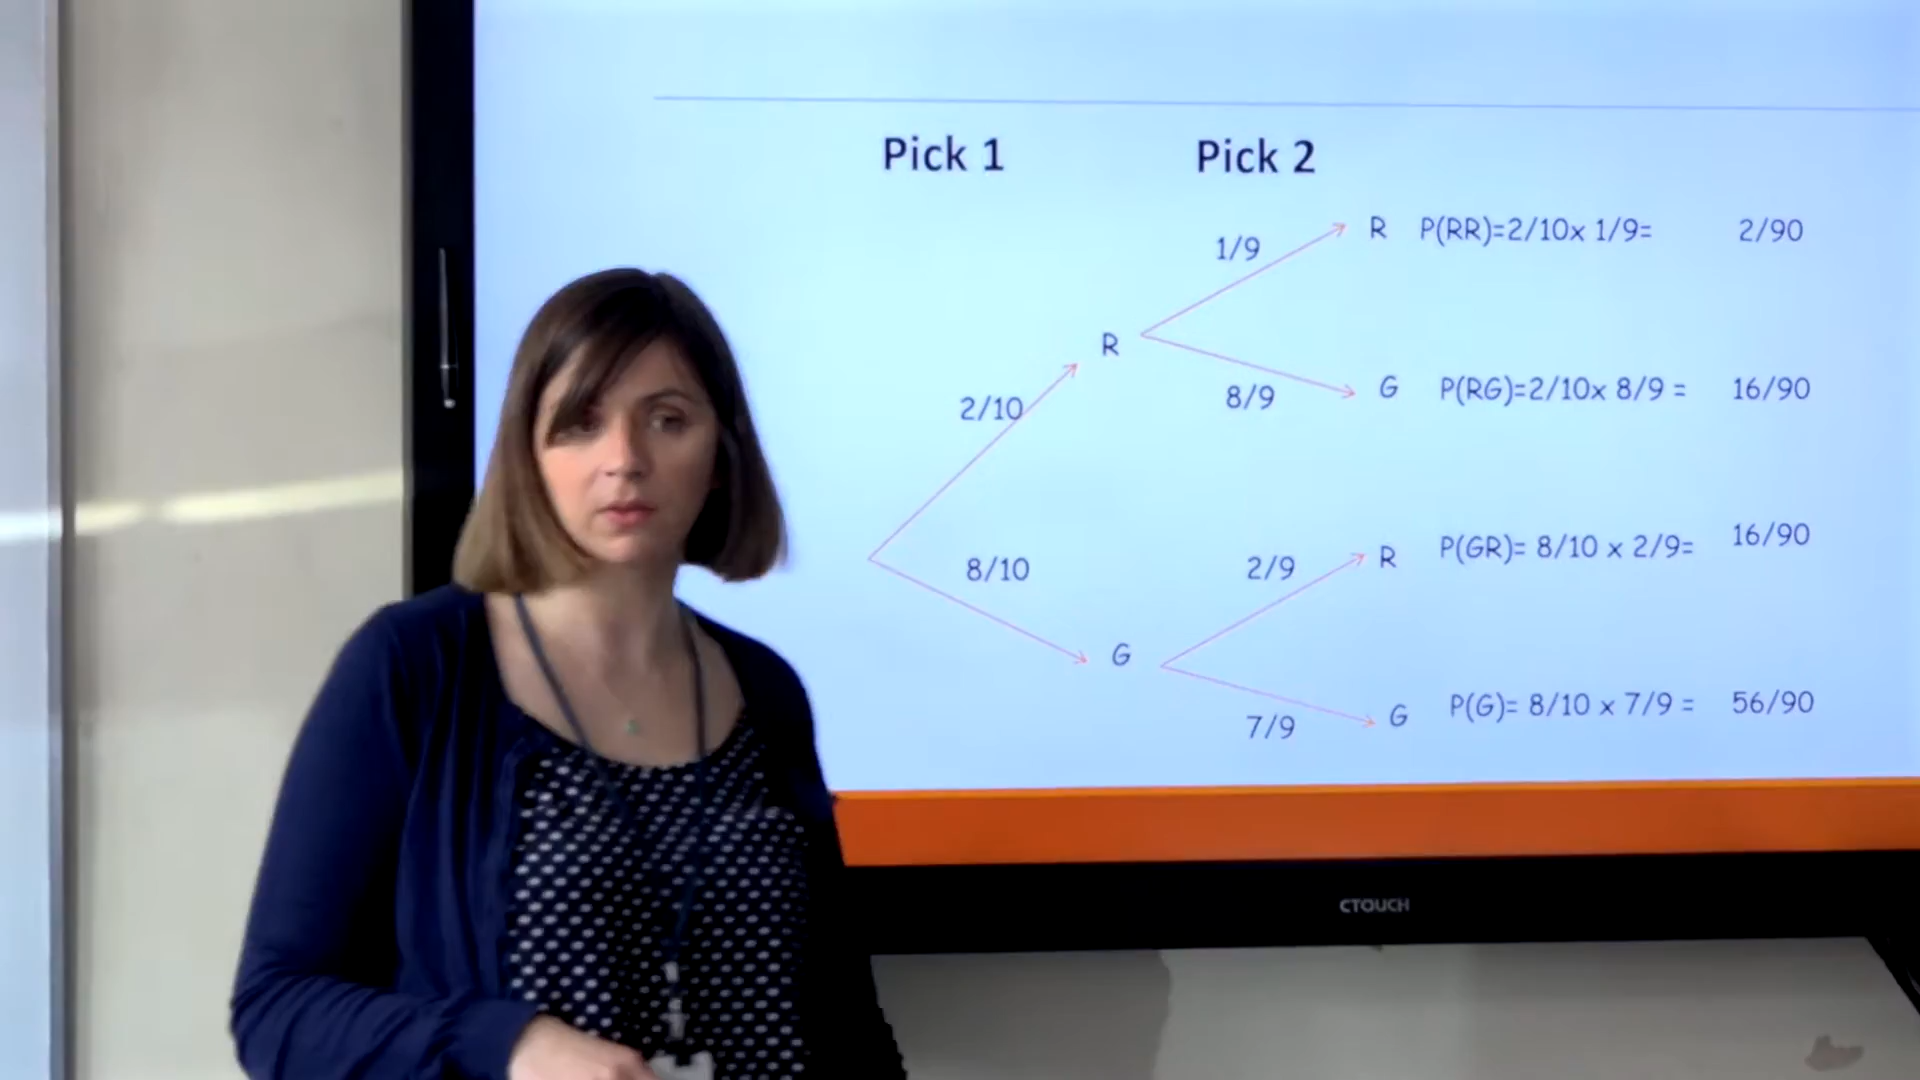 Pick 1 Pick 2
1/9 R P(RR)=2/10x 1/9= 2/90
R
2/10 8/9 G P(RG)=2/10x 8/9 = 16/90
8/10 2/9 R P(GR)= 8/10 x 2/9= 16/90
G
7/9 G P(G)= 8/10 x 7/9 = 56/90
CTOUCH